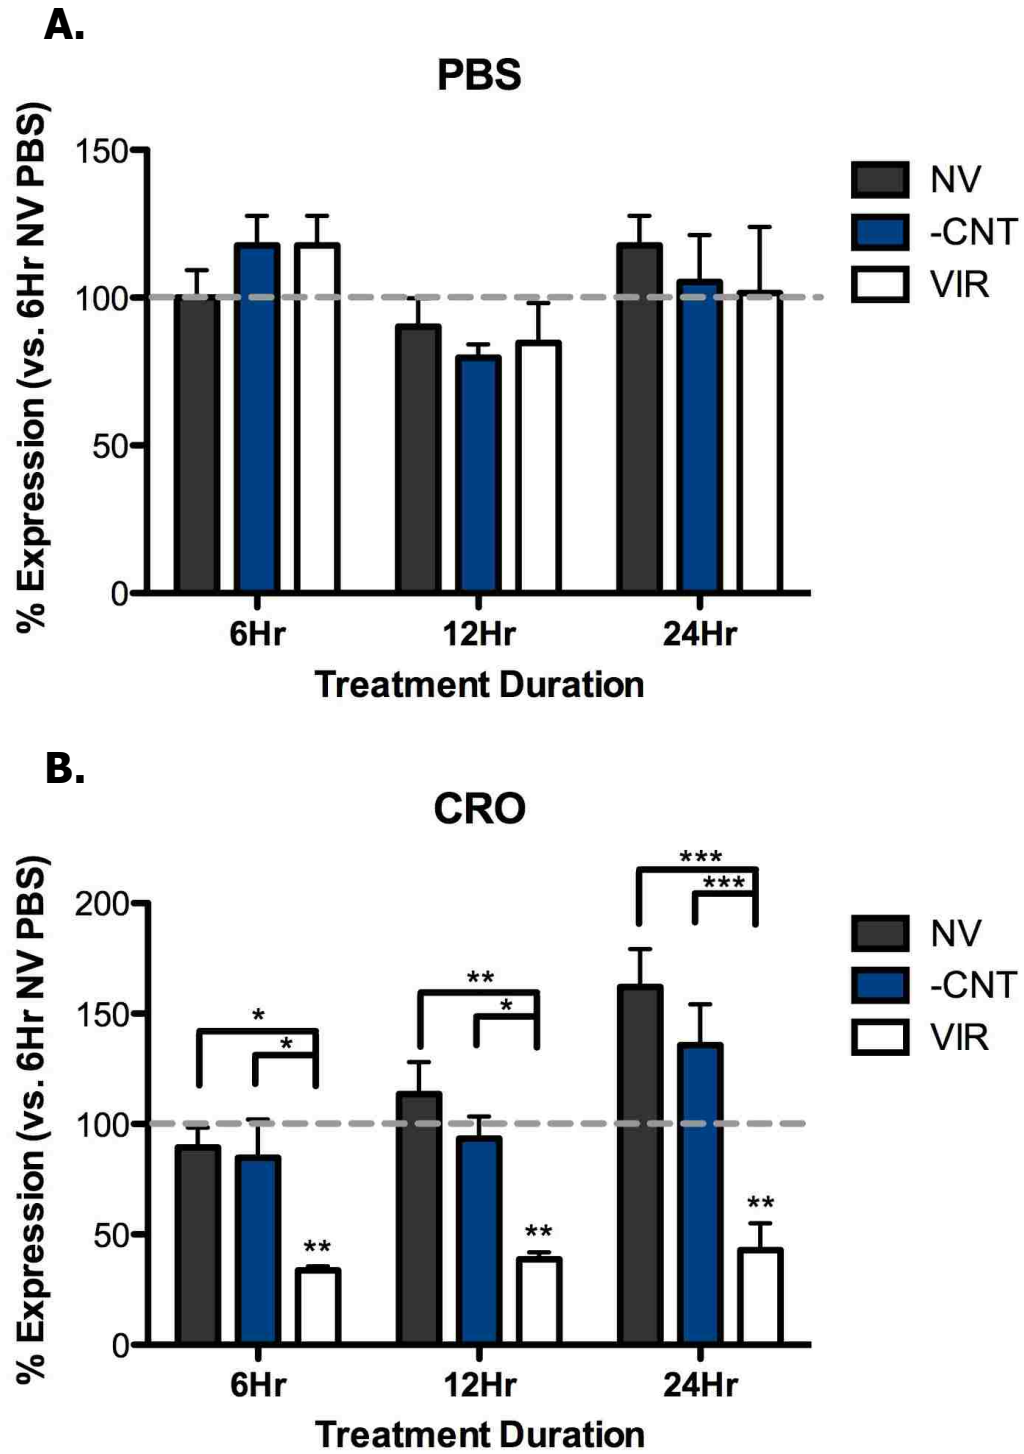 A.
PBS
% Expression (vs. 6Hr NV PBS)
150
100
50
0
6Hr
12Hr
24Hr
Treatment Duration
NV
-CNT
VIR
B.
CRO
% Expression (vs. 6Hr NV PBS)
200
150
100
50
0
*
*
**
**
*
**
***
***
**
6Hr
12Hr
24Hr
Treatment Duration
NV
-CNT
VIR